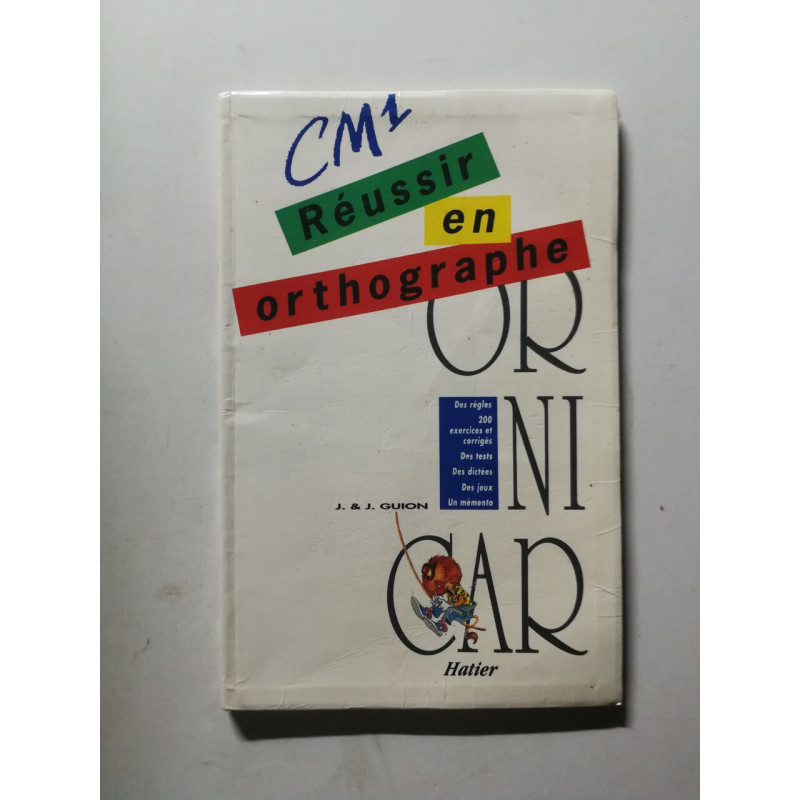 CM1
Réussir
en
orthographe
OR
NI
CAR
Des règles
200
exercices et
corrigés
Des tests
Des dictées
Des jeux
Un mémento
J. & J. GUION
Hatier